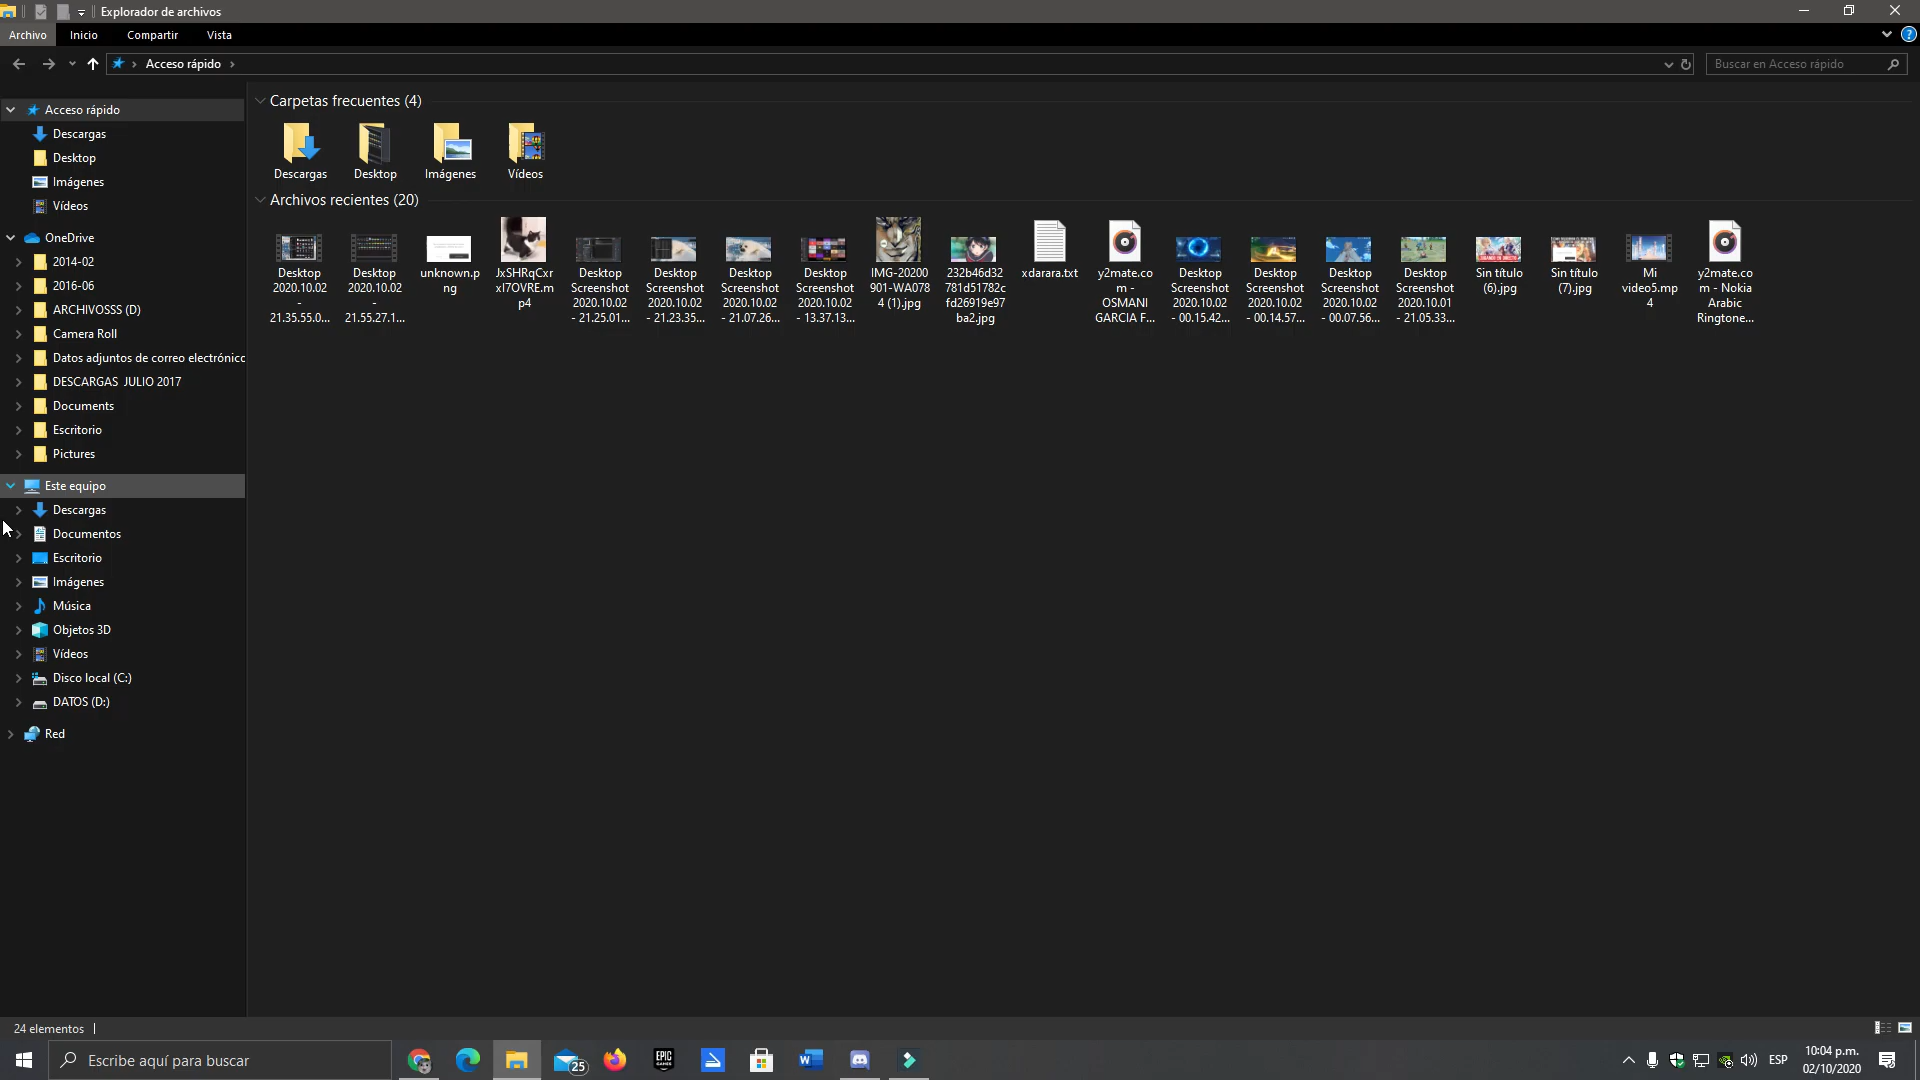 Explorador de archivos
Archivo
Inicio
Compartir
Vista
Acceso rápido
Buscar en Acceso rápido
Acceso rápido
Descargas
Desktop
Imágenes
Vídeos
OneDrive
2014-02
2016-06
ARCHIVOSSS (D)
Camera Roll
Datos adjuntos de correo electrónico
DESCARGAS JULIO 2017
Documents
Escritorio
Pictures
Este equipo
Descargas
Documentos
Escritorio
Imágenes
Música
Objetos 3D
Vídeos
Disco local (C:)
DATOS (D:)
Red
Carpetas frecuentes (4)
Descargas
Desktop
Imágenes
Vídeos
Archivos recientes (20)
Desktop
2020.10.02
-
21.35.55.0...
Desktop
2020.10.02
-
21.55.27.1...
unknown.p
ng
JxSHRqCxr
xI7OVRE.m
p4
Desktop
Screenshot
2020.10.02
- 21.25.01...
Desktop
Screenshot
2020.10.02
- 21.23.35...
Desktop
Screenshot
2020.10.02
- 21.07.26...
Desktop
Screenshot
2020.10.02
- 13.37.13...
IMG-20200
901-WA078
4 (1).jpg
232b46d32
781d51782c
fd26919e97
ba2.jpg
xdarara.txt
y2mate.co
m -
OSMANI
GARCIA F...
Desktop
Screenshot
2020.10.02
- 00.15.42...
Desktop
Screenshot
2020.10.02
- 00.14.57...
Desktop
Screenshot
2020.10.02
- 00.07.56...
Desktop
Screenshot
2020.10.01
- 21.05.33...
Sin título
(6).jpg
Sin título
(7).jpg
Mi
video5.mp
4
y2mate.co
m - Nokia
Arabic
Ringtone...
24 elementos
Escribe aquí para buscar
25
EPIC
GAMES
ESP
10:04 p.m.
02/10/2020